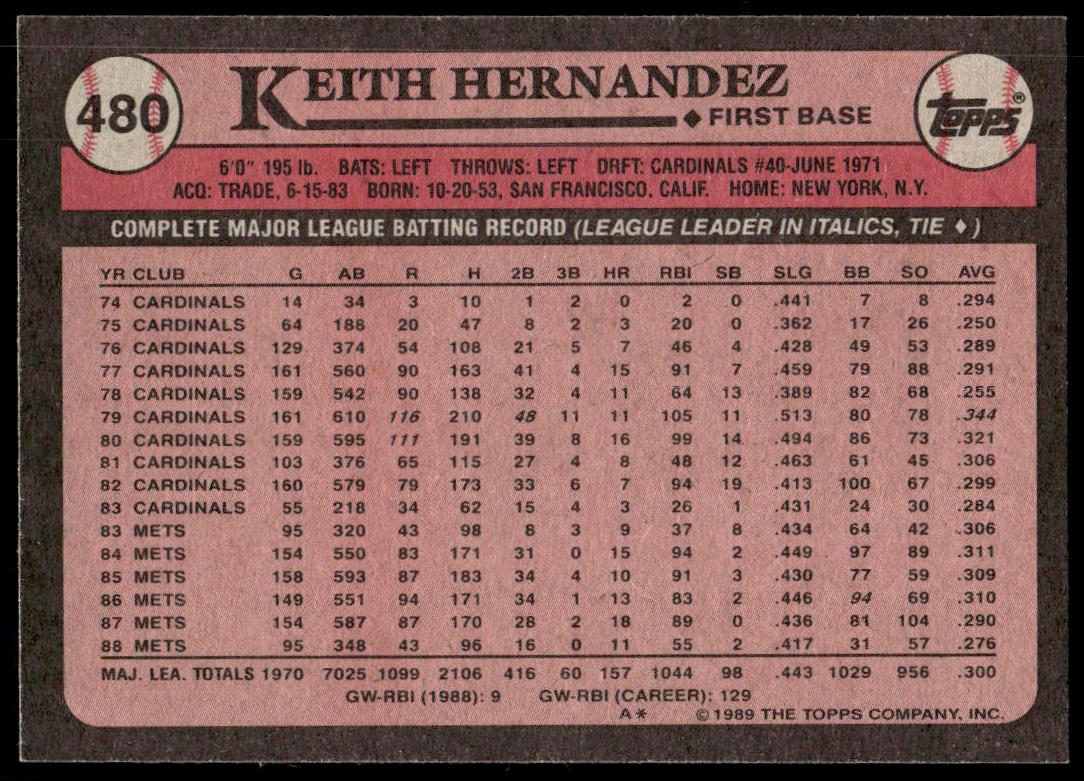 480
KEITH HERNANDEZ
◆ FIRST BASE
TOPPS®
6'0" 195 lb. BATS: LEFT THROWS: LEFT DRFT: CARDINALS #40-JUNE 1971
ACQ: TRADE, 6-15-83 BORN: 10-20-53, SAN FRANCISCO, CALIF. HOME: NEW YORK, N.Y.
COMPLETE MAJOR LEAGUE BATTING RECORD (LEAGUE LEADER IN ITALICS, TIE ♦)
YR CLUB G AB R H 2B 3B HR RBI SB SLG BB SO AVG
74 CARDINALS 14 34 3 10 1 2 0 2 0 .441 7 8 .294
75 CARDINALS 64 188 20 47 8 2 3 20 0 .362 17 26 .250
76 CARDINALS 129 374 54 108 21 5 7 46 4 .428 49 53 .289
77 CARDINALS 161 560 90 163 41 4 15 91 7 .459 79 88 .291
78 CARDINALS 159 542 90 138 32 4 11 64 13 .389 82 68 .255
79 CARDINALS 161 610 116 210 48 11 11 105 11 .513 80 78 .344
80 CARDINALS 159 595 111 191 39 8 16 99 14 .494 86 73 .321
81 CARDINALS 103 376 65 115 27 4 8 48 12 .463 61 45 .306
82 CARDINALS 160 579 79 173 33 6 7 94 19 .413 100 67 .299
83 CARDINALS 55 218 34 62 15 4 3 26 1 .431 24 30 .284
83 METS 95 320 43 98 8 3 9 37 8 .434 64 42 .306
84 METS 154 550 83 171 31 0 15 94 2 .449 97 89 .311
85 METS 158 593 87 183 34 4 10 91 3 .430 77 59 .309
86 METS 149 551 94 171 34 1 13 83 2 .446 94 69 .310
87 METS 154 587 87 170 28 2 18 89 0 .436 81 104 .290
88 METS 95 348 43 96 16 0 11 55 2 .417 31 57 .276
MAJ. LEA. TOTALS 1970 7025 1099 2106 416 60 157 1044 98 .443 1029 956 .300
GW-RBI (1988): 9 GW-RBI (CAREER): 129
A* © 1989 THE TOPPS COMPANY, INC.